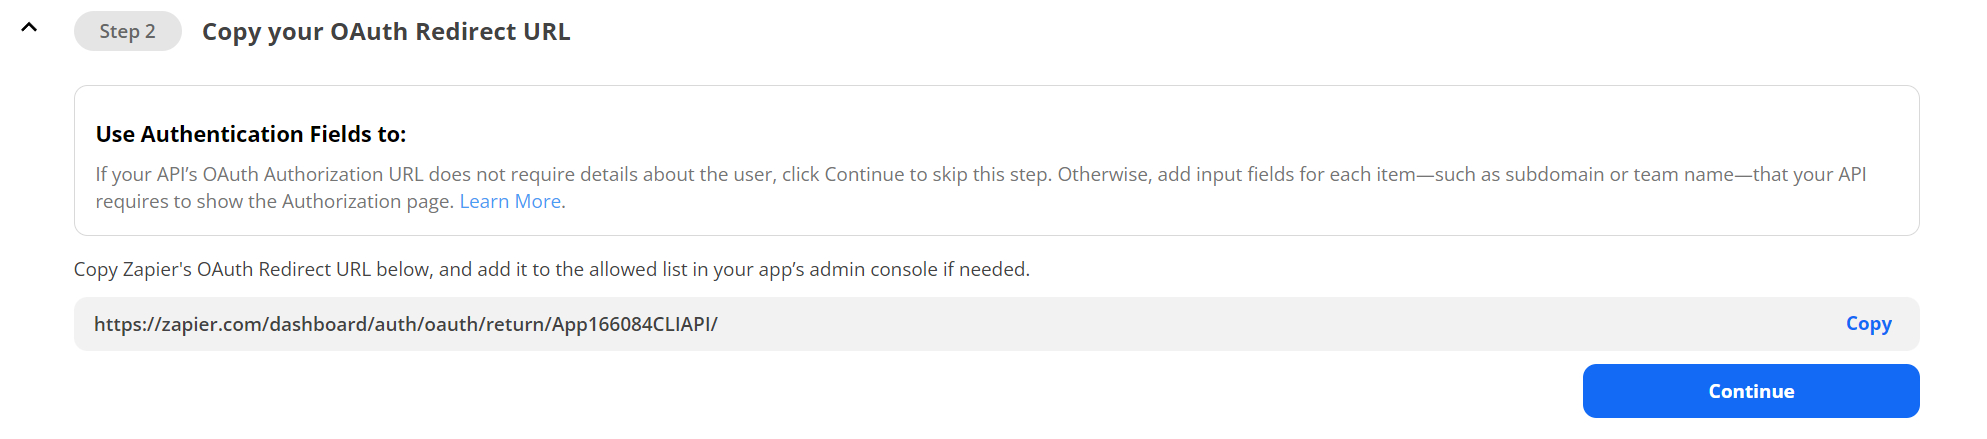 Step 2
Copy your OAuth Redirect URL
Use Authentication Fields to:
If your API’s OAuth Authorization URL does not require details about the user, click Continue to skip this step. Otherwise, add input fields for each item—such as subdomain or team name—that your API
requires to show the Authorization page. Learn More.
Copy Zapier's OAuth Redirect URL below, and add it to the allowed list in your app’s admin console if needed.
https://zapier.com/dashboard/auth/oauth/return/App166084CLIAPI/
Copy
Continue